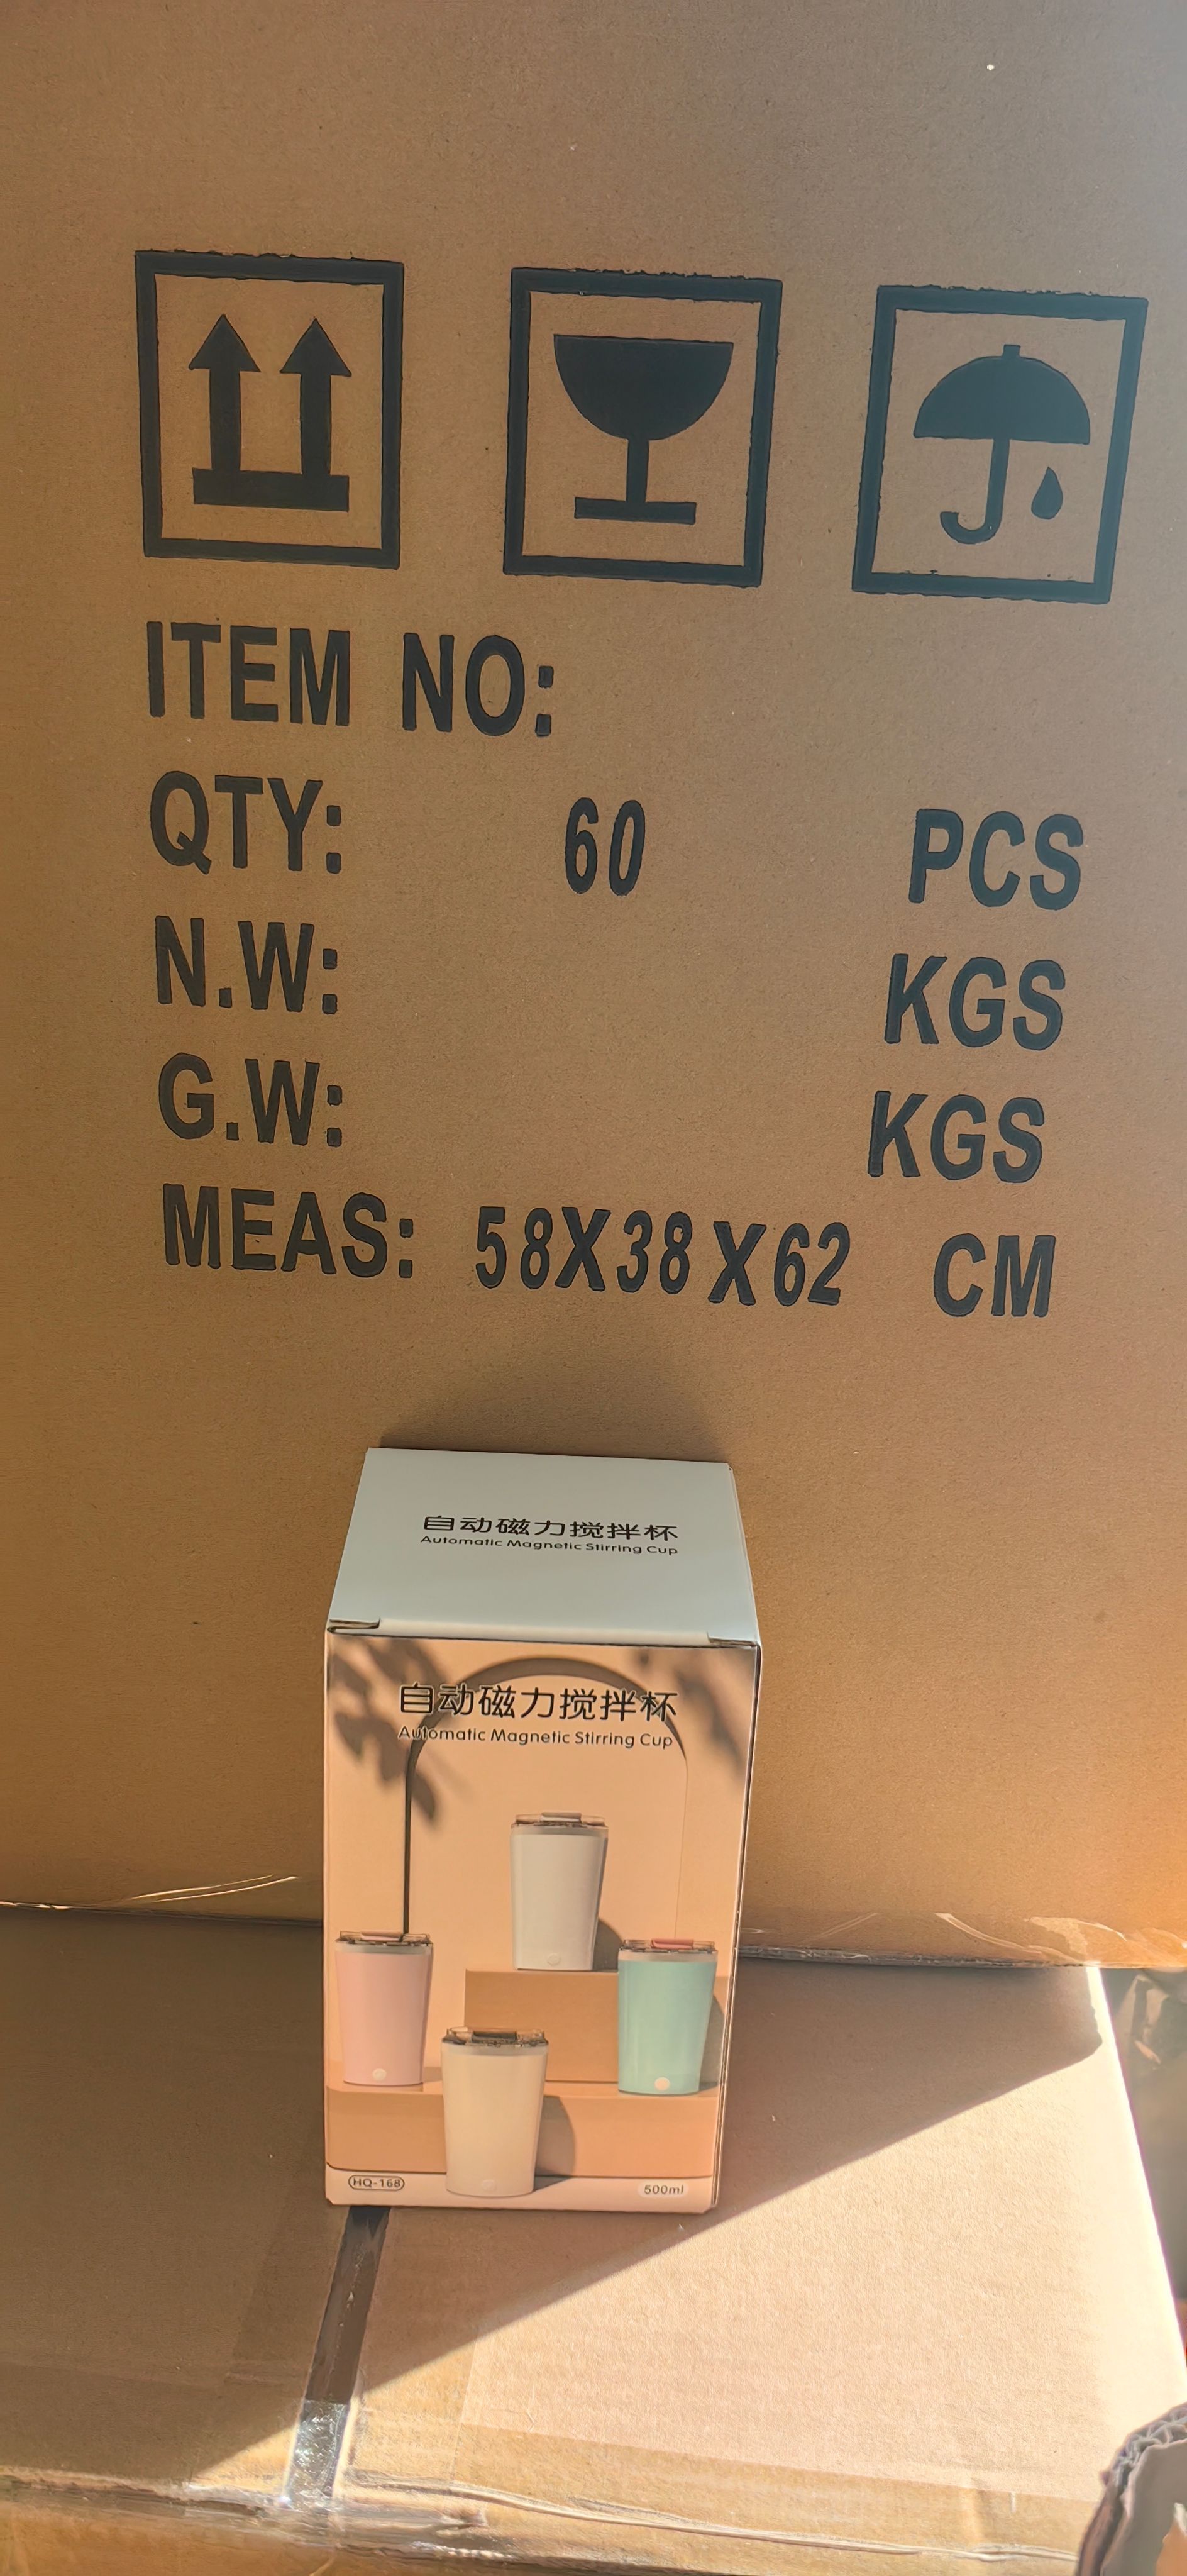 ITEM NO:
QTY: 60 PCS
N.W: KGS
G.W: KGS
MEAS: 58X38X62 CM
自动磁力搅拌杯
Automatic Magnetic Stirring Cup
自动磁力搅拌杯
Automatic Magnetic Stirring Cup
HQ-168 500ml